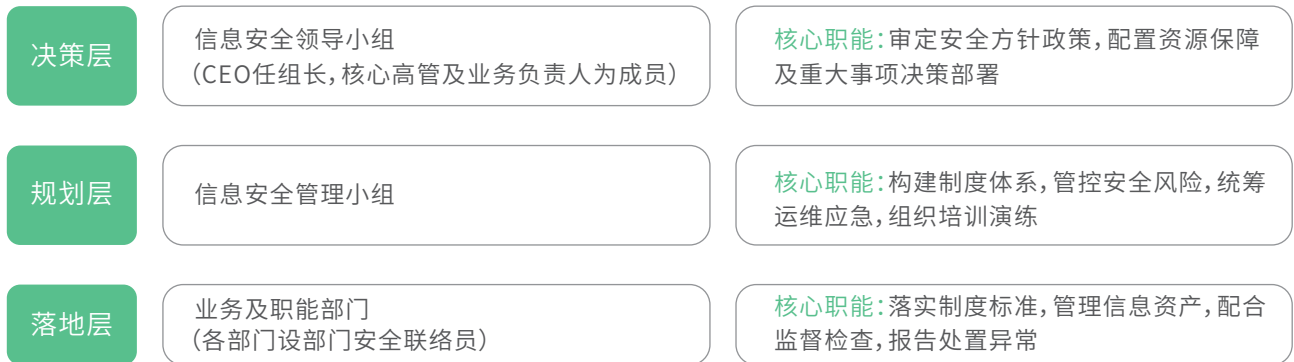 决策层
信息安全领导小组
（CEO任组长，核心高管及业务负责人为成员）
核心职能：审定安全方针政策，配置资源保障
及重大事项决策部署
规划层
信息安全管理小组
核心职能：构建制度体系，管控安全风险，统筹
运维应急，组织培训演练
落地层
业务及职能部门
（各部门设部门安全联络员）
核心职能：落实制度标准，管理信息资产，配合
监督检查，报告处置异常